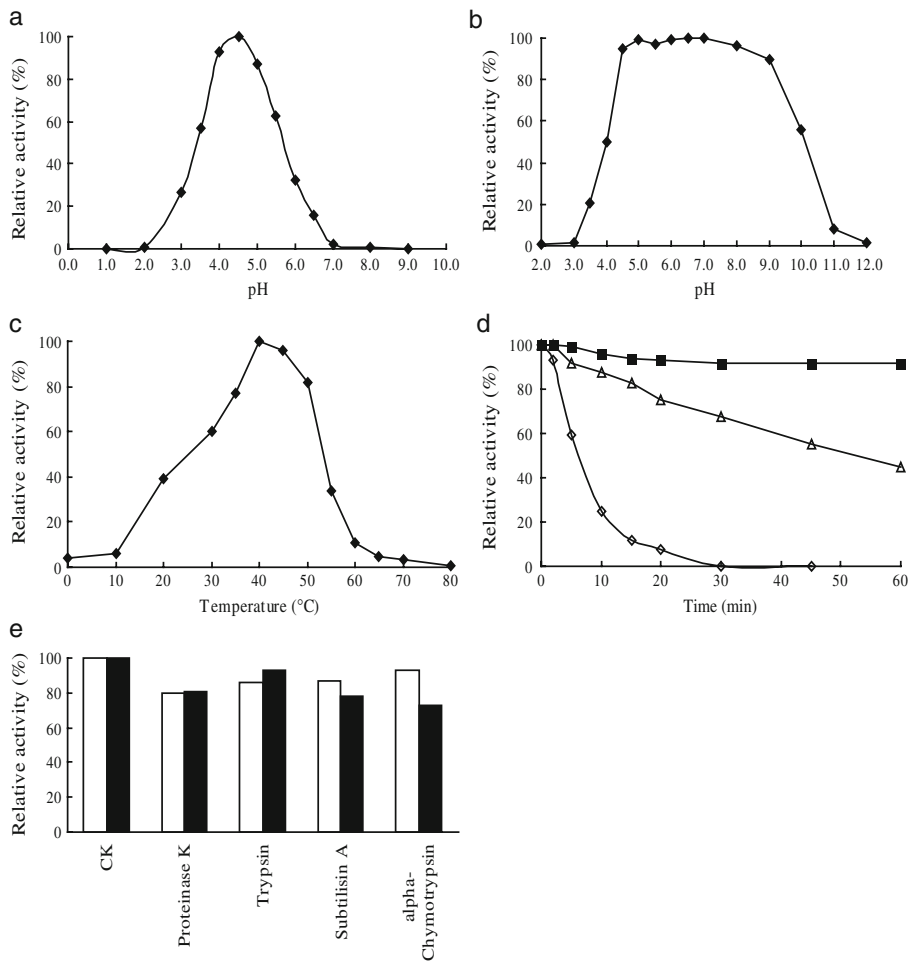 a
Relative activity (%)
100
80
60
40
20
0
0.0 1.0 2.0 3.0 4.0 5.0 6.0 7.0 8.0 9.0 10.0
pH
b
Relative activity (%)
100
80
60
40
20
0
2.0 3.0 4.0 5.0 6.0 7.0 8.0 9.0 10.0 11.0 12.0
pH
c
Relative activity (%)
100
80
60
40
20
0
0 10 20 30 40 50 60 70 80
Temperature (°C)
d
Relative activity (%)
100
80
60
40
20
0
0 10 20 30 40 50 60
Time (min)
e
Relative activity (%)
100
80
60
40
20
0
CK
Proteinase K
Trypsin
Subtilisin A
alpha-
Chymotrypsin